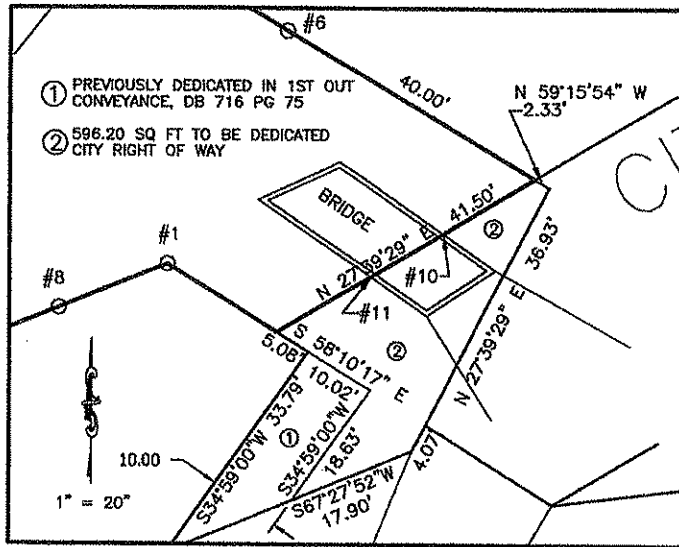 #6
① PREVIOUSLY DEDICATED IN 1ST OUT
CONVEYANCE, DB 716 PG 75
② 596.20 SQ FT TO BE DEDICATED
CITY RIGHT OF WAY
40.00'
N 59°15'54" W
2.33'
BRIDGE
N 27°39'29" E 41.50'
②
#10
#11
#1
#8
N 27°39'29" E 36.93'
②
S 58°10'17" E
5.08'
10.02'
S34°59'00"W 33.79'
①
S34°59'00"W
18.63'
4.07
S67°27'52"W
17.90'
10.00
1" = 20"